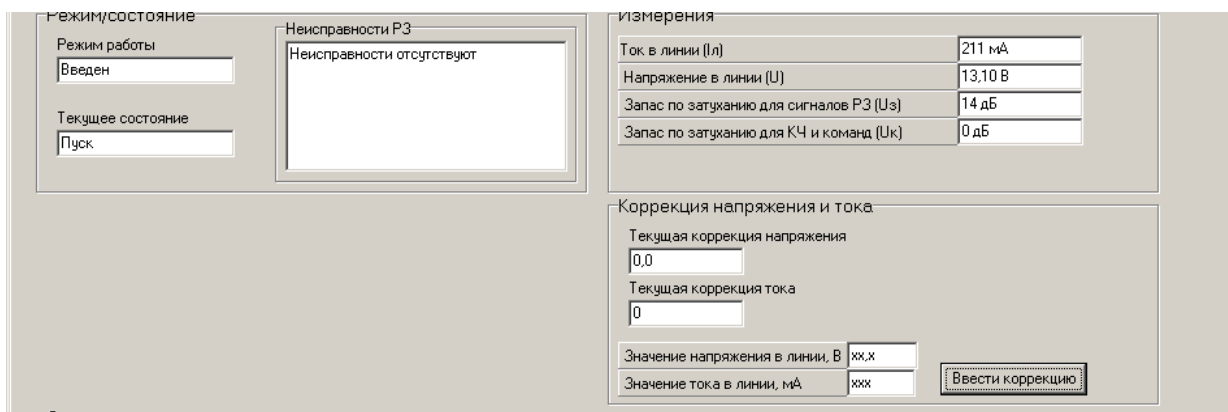 Режим/состояние
Режим работы
Введен
Текущее состояние
Пуск
Неисправности РЗ
Неисправности отсутствуют
Измерения
Ток в линии (Iл) 211 мА
Напряжение в линии (U) 13,10 В
Запас по затуханию для сигналов РЗ (Uз) 14 дБ
Запас по затуханию для КЧ и команд (Uк) 0 дБ
Коррекция напряжения и тока
Текущая коррекция напряжения
0,0
Текущая коррекция тока
0
Значение напряжения в линии, В xx,x
Значение тока в линии, мА xxx
Ввести коррекцию